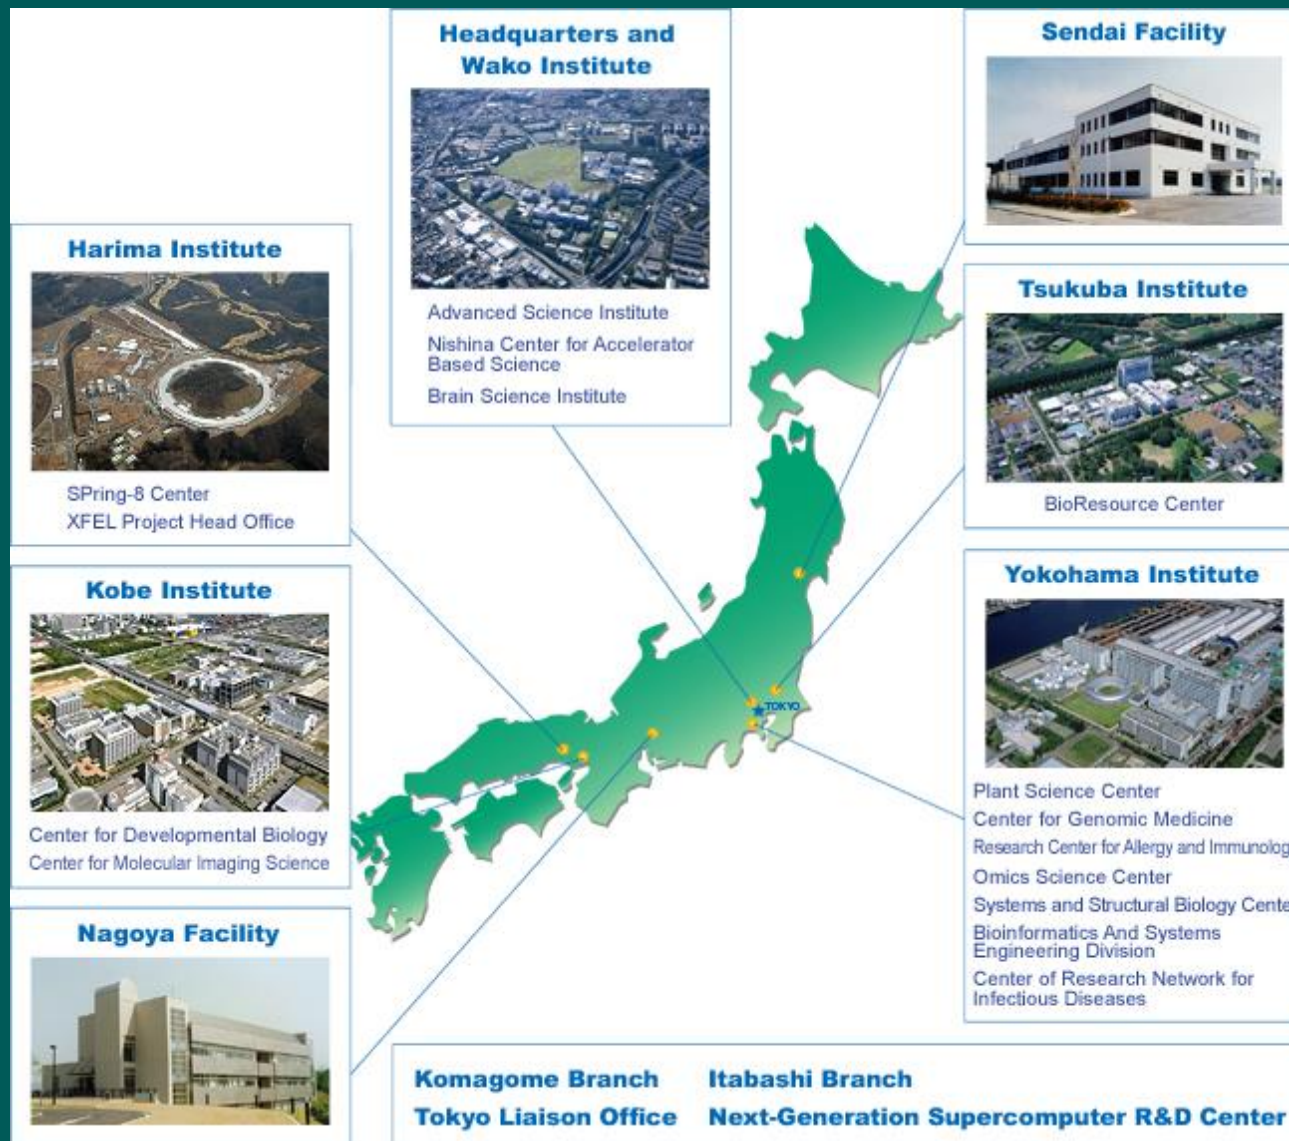 Headquarters and
Wako Institute
Advanced Science Institute
Nishina Center for Accelerator
Based Science
Brain Science Institute
Sendai Facility
Harima Institute
SPring-8 Center
XFEL Project Head Office
Tsukuba Institute
BioResource Center
Kobe Institute
Center for Developmental Biology
Center for Molecular Imaging Science
Yokohama Institute
Plant Science Center
Center for Genomic Medicine
Research Center for Allergy and Immunolog
Omics Science Center
Systems and Structural Biology Cente
Bioinformatics And Systems
Engineering Division
Center of Research Network for
Infectious Diseases
TOKYO
Nagoya Facility
Komagome Branch Itabashi Branch
Tokyo Liaison Office Next-Generation Supercomputer R&D Center